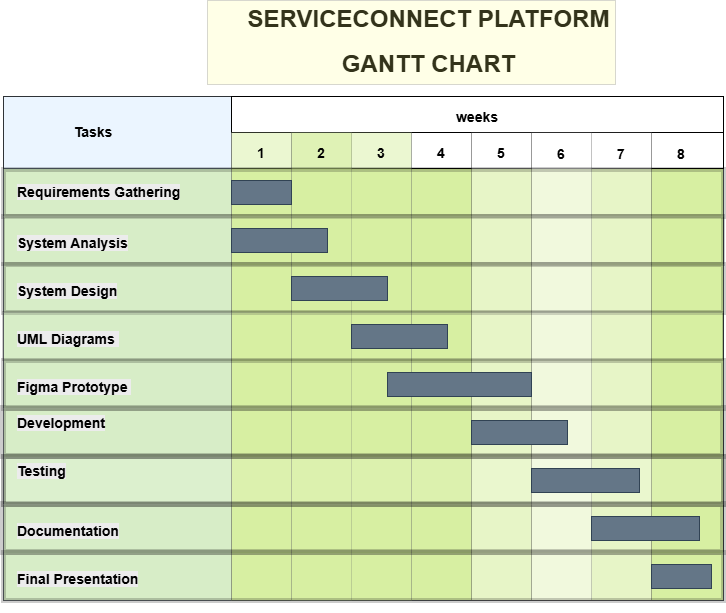 SERVICECONNECT PLATFORM
GANTT CHART
Tasks
weeks
1 2 3 4 5 6 7 8
Requirements Gathering
System Analysis
System Design
UML Diagrams
Figma Prototype
Development
Testing
Documentation
Final Presentation